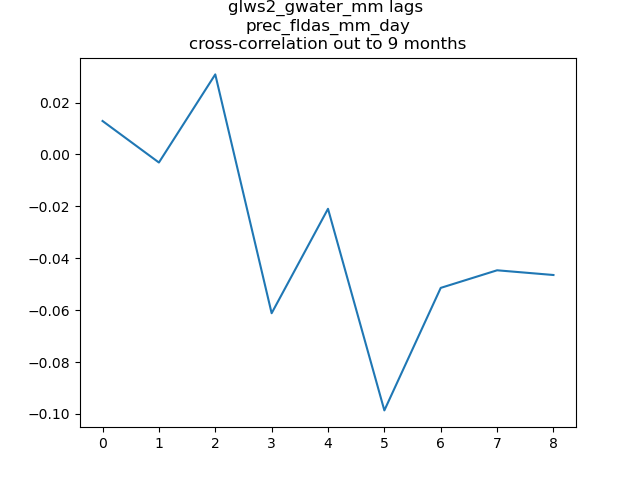 glws2_gwater_mm lags
prec_fldas_mm_day
cross-correlation out to 9 months
0.02
0.00
−0.02
−0.04
−0.06
−0.08
−0.10
0 1 2 3 4 5 6 7 8